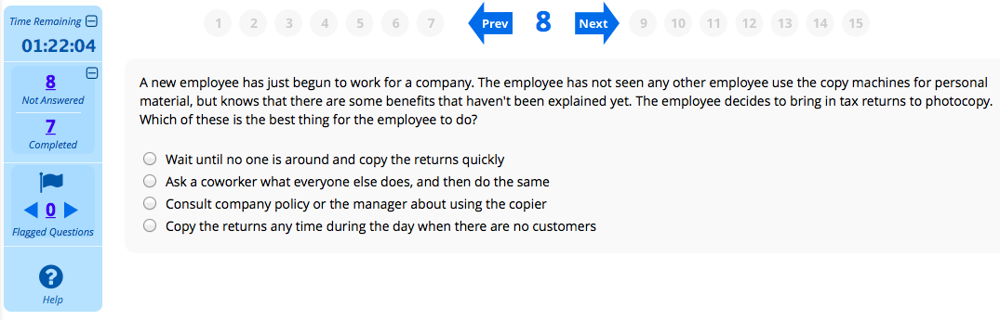 Time Remaining
01:22:04
8
Not Answered
7
Completed
0
Flagged Questions
Help
1 2 3 4 5 6 7 Prev 8 Next 9 10 11 12 13 14 15
A new employee has just begun to work for a company. The employee has not seen any other employee use the copy machines for personal
material, but knows that there are some benefits that haven't been explained yet. The employee decides to bring in tax returns to photocopy.
Which of these is the best thing for the employee to do?
Wait until no one is around and copy the returns quickly
Ask a coworker what everyone else does, and then do the same
Consult company policy or the manager about using the copier
Copy the returns any time during the day when there are no customers